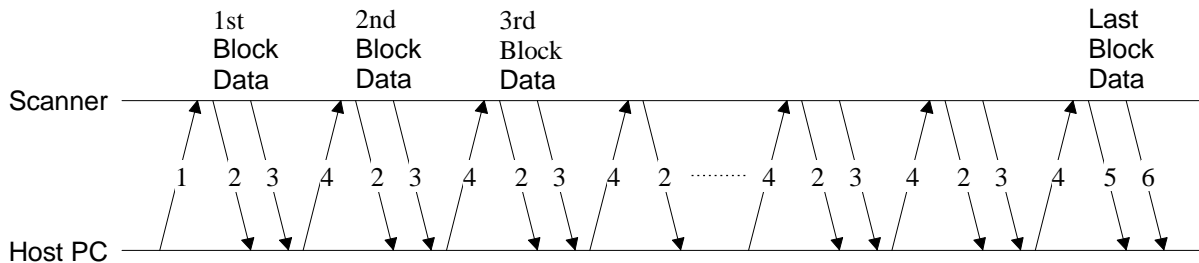 1st
Block
Data
2nd
Block
Data
3rd
Block
Data
Last
Block
Data
Scanner
1 2 3 4 2 3 4 2 3 4 2 ......... 4 2 3 4 2 3 4 5 6
Host PC